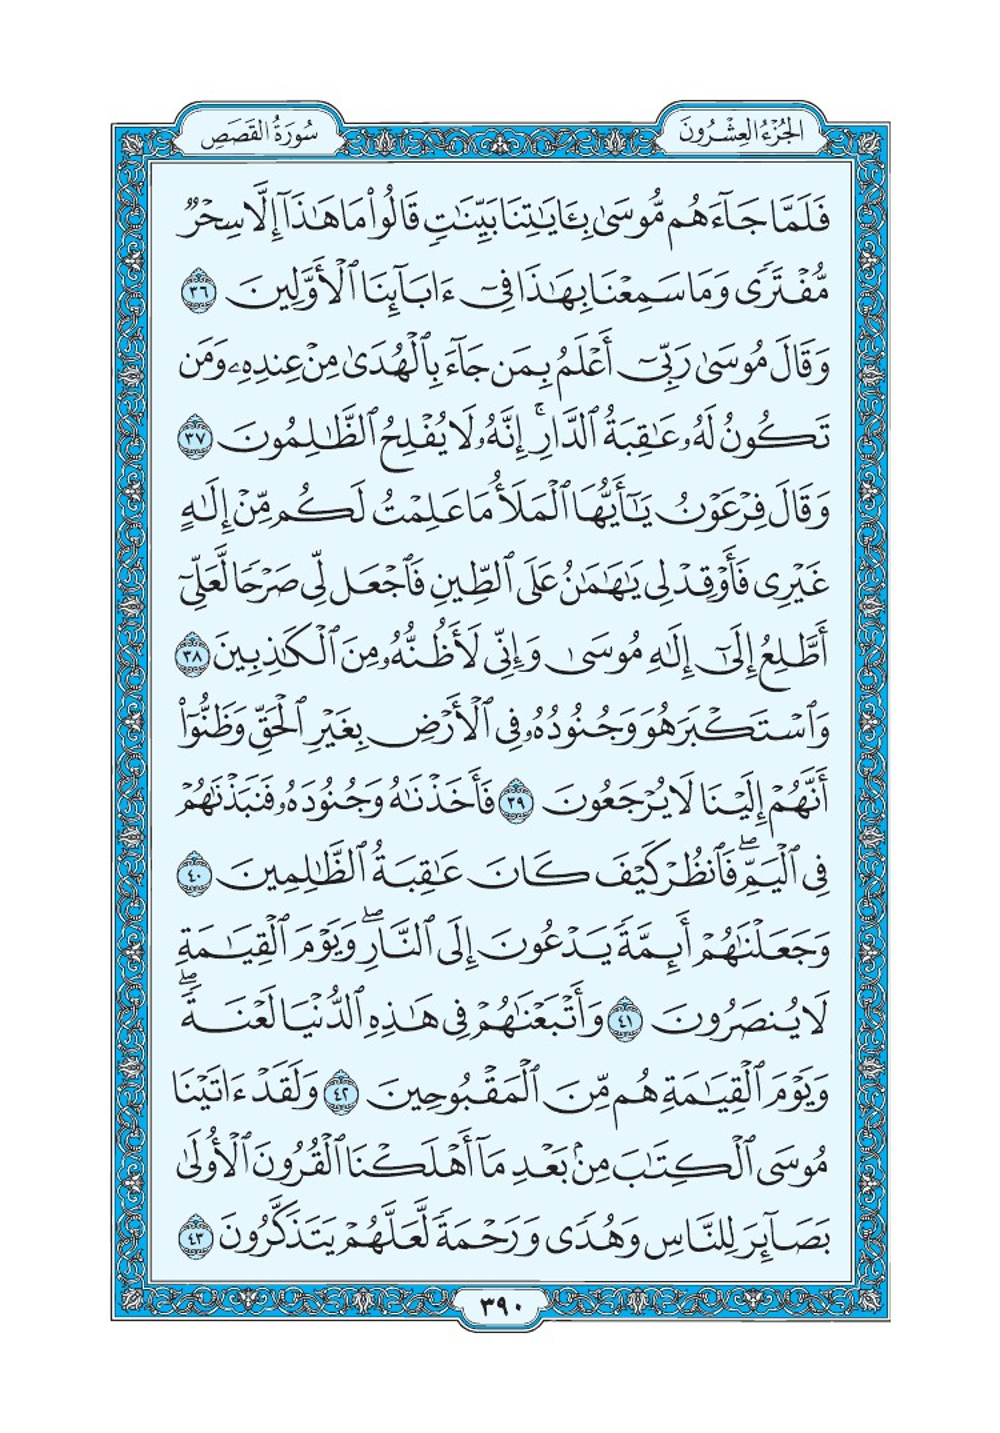 الجُزْءُ العِشْرُونَ
سُورَةُ القَصَصِ
فَلَمَّا جَآءَهُم مُّوسَىٰ بِـَٔايَٰتِنَا بَيِّنَٰتٖ قَالُواْ مَا هَٰذَآ إِلَّا سِحۡرٞ
مُّفۡتَرٗى وَمَا سَمِعۡنَا بِهَٰذَا فِيٓ ءَابَآئِنَا ٱلۡأَوَّلِينَ ٣٦
وَقَالَ مُوسَىٰ رَبِّيٓ أَعۡلَمُ بِمَن جَآءَ بِٱلۡهُدَىٰ مِنۡ عِندِهِۦ وَمَن
تَكُونُ لَهُۥ عَٰقِبَةُ ٱلدَّارِۚ إِنَّهُۥ لَا يُفۡلِحُ ٱلظَّٰلِمُونَ ٣٧
وَقَالَ فِرۡعَوۡنُ يَٰٓأَيُّهَا ٱلۡمَلَأُ مَا عَلِمۡتُ لَكُم مِّنۡ إِلَٰهٍ
غَيۡرِي فَأَوۡقِدۡ لِي يَٰهَٰمَٰنُ عَلَى ٱلطِّينِ فَٱجۡعَل لِّي صَرۡحٗا لَّعَلِّيٓ
أَطَّلِعُ إِلَىٰٓ إِلَٰهِ مُوسَىٰ وَإِنِّي لَأَظُنُّهُۥ مِنَ ٱلۡكَٰذِبِينَ ٣٨
وَٱسۡتَكۡبَرَ هُوَ وَجُنُودُهُۥ فِي ٱلۡأَرۡضِ بِغَيۡرِ ٱلۡحَقِّ وَظَنُّوٓاْ
أَنَّهُمۡ إِلَيۡنَا لَا يُرۡجَعُونَ ٣٩ فَأَخَذۡنَٰهُ وَجُنُودَهُۥ فَنَبَذۡنَٰهُمۡ
فِي ٱلۡيَمِّۖ فَٱنظُرۡ كَيۡفَ كَانَ عَٰقِبَةُ ٱلظَّٰلِمِينَ ٤٠
وَجَعَلۡنَٰهُمۡ أَئِمَّةٗ يَدۡعُونَ إِلَى ٱلنَّارِۖ وَيَوۡمَ ٱلۡقِيَٰمَةِ
لَا يُنصَرُونَ ٤١ وَأَتۡبَعۡنَٰهُمۡ فِي هَٰذِهِ ٱلدُّنۡيَا لَعۡنَةٗۖ
وَيَوۡمَ ٱلۡقِيَٰمَةِ هُم مِّنَ ٱلۡمَقۡبُوحِينَ ٤٢ وَلَقَدۡ ءَاتَيۡنَا
مُوسَى ٱلۡكِتَٰبَ مِنۢ بَعۡدِ مَآ أَهۡلَكۡنَا ٱلۡقُرُونَ ٱلۡأُولَىٰ
بَصَآئِرَ لِلنَّاسِ وَهُدٗى وَرَحۡمَةٗ لَّعَلَّهُمۡ يَتَذَكَّرُونَ ٤٣
٣٩٠